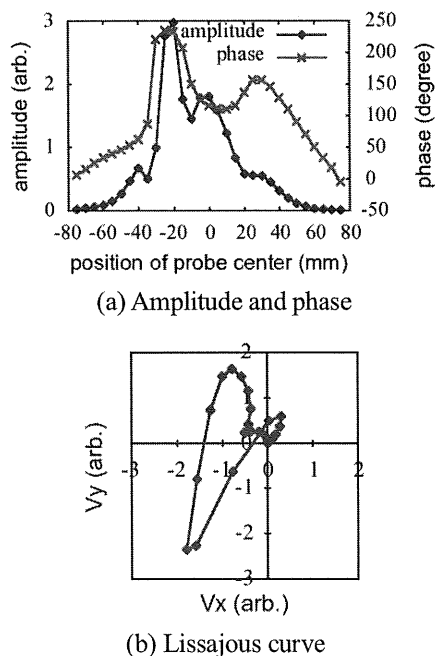 amplitude
phase
amplitude (arb.)
phase (degree)
3
2
1
0
250
200
150
100
50
0
-50
-80 -60 -40 -20 0 20 40 60 80
position of probe center (mm)
(a) Amplitude and phase
2
1
0
-1
-2
-3
-3 -2 -1 0 1 2
Vy (arb.)
Vx (arb.)
(b) Lissajous curve